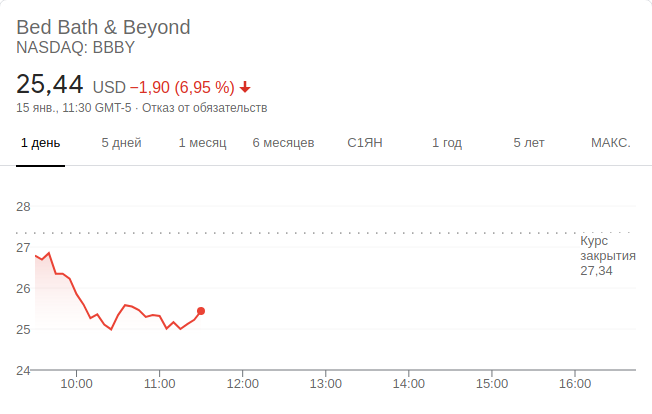 Bed Bath & Beyond
NASDAQ: BBBY
25,44 USD −1,90 (6,95 %)
15 янв., 11:30 GMT-5 · Отказ от обязательств
1 день 5 дней 1 месяц 6 месяцев С1ЯН 1 год 5 лет МАКС.
28
27
26
25
24
Курс
закрытия
27,34
10:00 11:00 12:00 13:00 14:00 15:00 16:00